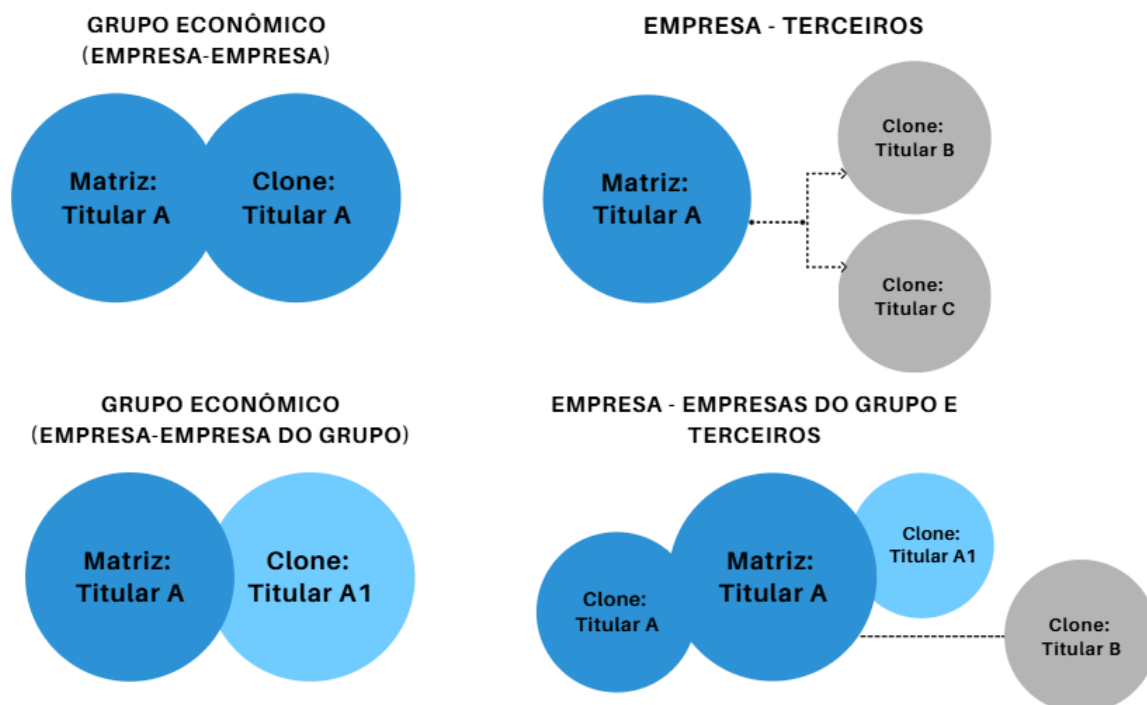 GRUPO ECONÔMICO
(EMPRESA-EMPRESA)
Matriz:
Titular A
Clone:
Titular A
EMPRESA - TERCEIROS
Matriz:
Titular A
Clone:
Titular B
Clone:
Titular C
GRUPO ECONÔMICO
(EMPRESA-EMPRESA DO GRUPO)
Matriz:
Titular A
Clone:
Titular A1
EMPRESA - EMPRESAS DO GRUPO E
TERCEIROS
Clone:
Titular A
Matriz:
Titular A
Clone:
Titular A1
Clone:
Titular B